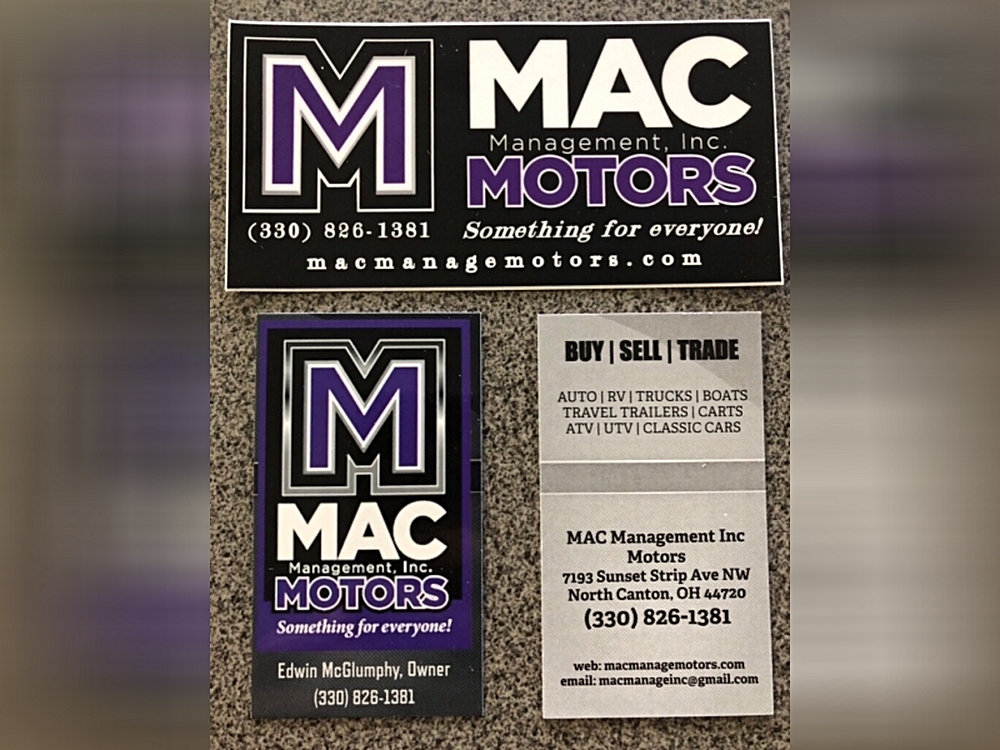 M
MAC
Management, Inc.
MOTORS
(330) 826-1381
Something for everyone!
macmanagemotors.com
M
MAC
Management, Inc.
MOTORS
Something for everyone!
Edwin McGlumphy, Owner
(330) 826-1381
BUY | SELL | TRADE
AUTO | RV | TRUCKS | BOATS
TRAVEL TRAILERS | CARTS
ATV | UTV | CLASSIC CARS
MAC Management Inc
Motors
7193 Sunset Strip Ave NW
North Canton, OH 44720
(330) 826-1381
web: macmanagemotors.com
email: macmanageinc@gmail.com